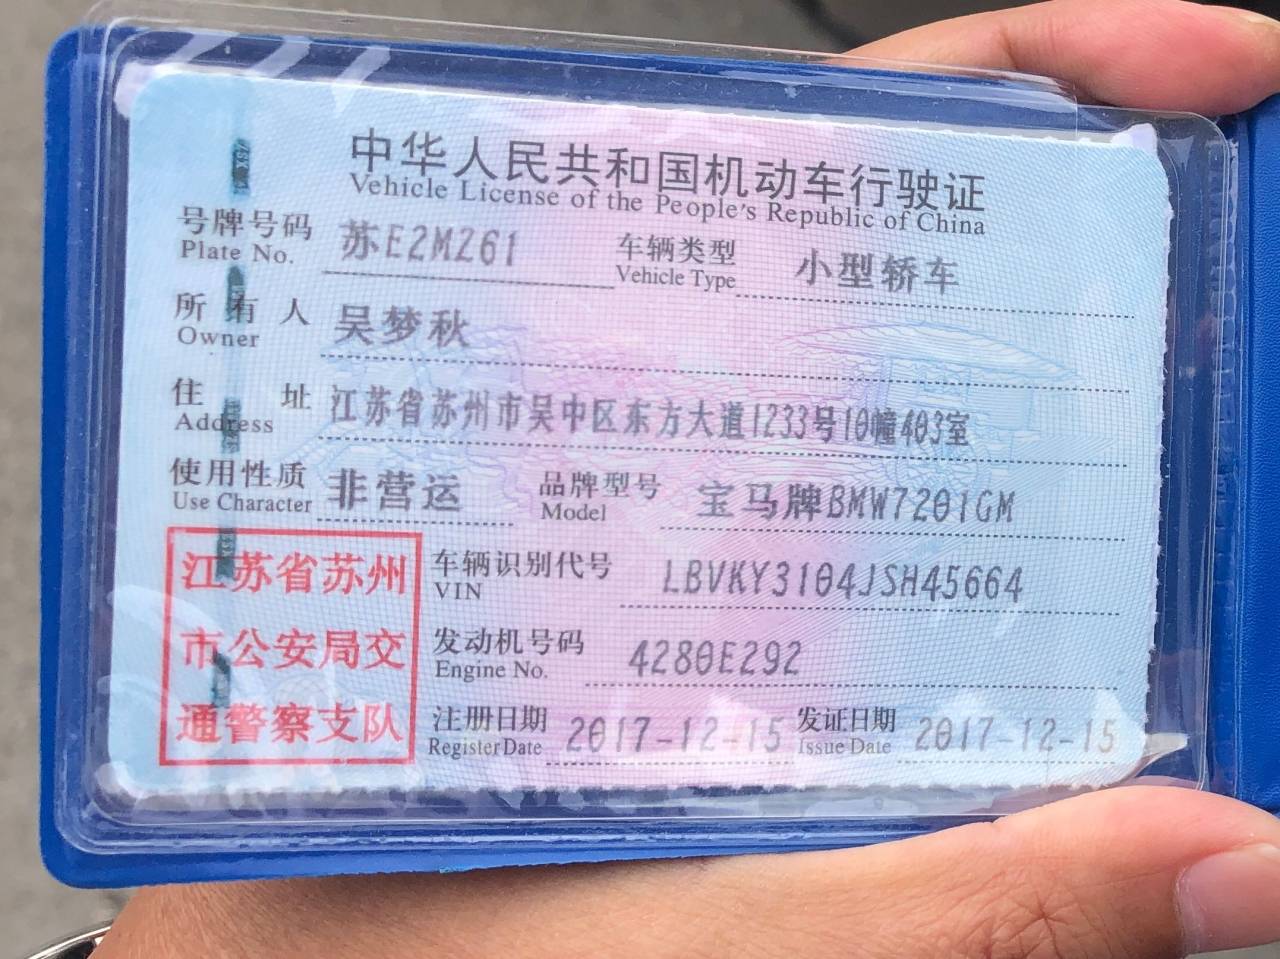 中华人民共和国机动车行驶证
Vehicle License of the People's Republic of China
号牌号码 苏E2MZ61 车辆类型 小型轿车
Plate No. Vehicle Type
所有人 吴梦秋
Owner
住址 江苏省苏州市吴中区东方大道1233号10幢403室
Address
使用性质 非营运 品牌型号 宝马牌BMW7201GM
Use Character Model
江苏省苏州
市公安局交
通警察支队
车辆识别代号 LBVKY3104JSH45664
VIN
发动机号码 4280E292
Engine No.
注册日期 2017-12-15 发证日期 2017-12-15
Register Date Issue Date